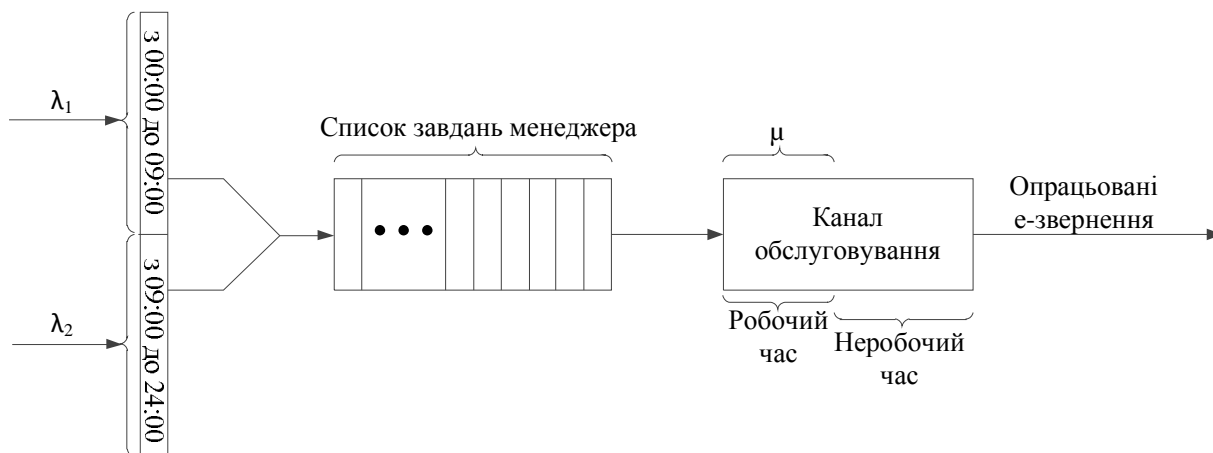 λ1
з 00:00 до 09:00
λ2
з 09:00 до 24:00
Список завдань менеджера
μ
Канал
обслуговування
Робочий
час
Неробочий
час
Опрацьовані
е-звернення